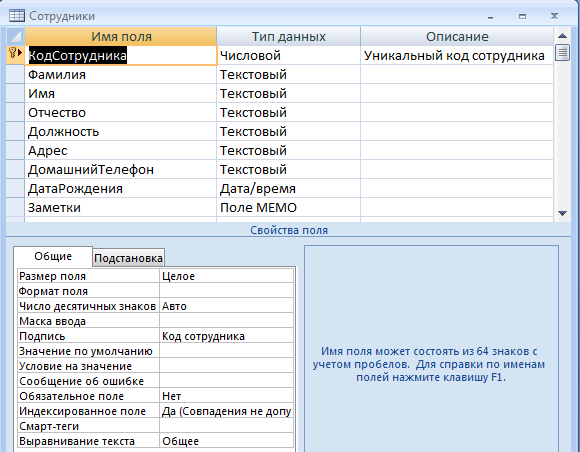 Сотрудники
Имя поля Тип данных Описание
КодСотрудника Числовой Уникальный код сотрудника
Фамилия Текстовый
Имя Текстовый
Отчество Текстовый
Должность Текстовый
Адрес Текстовый
ДомашнийТелефон Текстовый
ДатаРождения Дата/время
Заметки Поле МЕМО
Свойства поля
Общие Подстановка
Размер поля Целое
Формат поля
Число десятичных знаков Авто
Маска ввода
Подпись Код сотрудника
Значение по умолчанию
Условие на значение
Сообщение об ошибке
Обязательное поле Нет
Индексированное поле Да (Совпадения не допу
Смарт-теги
Выравнивание текста Общее
Имя поля может состоять из 64 знаков с
учетом пробелов. Для справки по именам
полей нажмите клавишу F1.